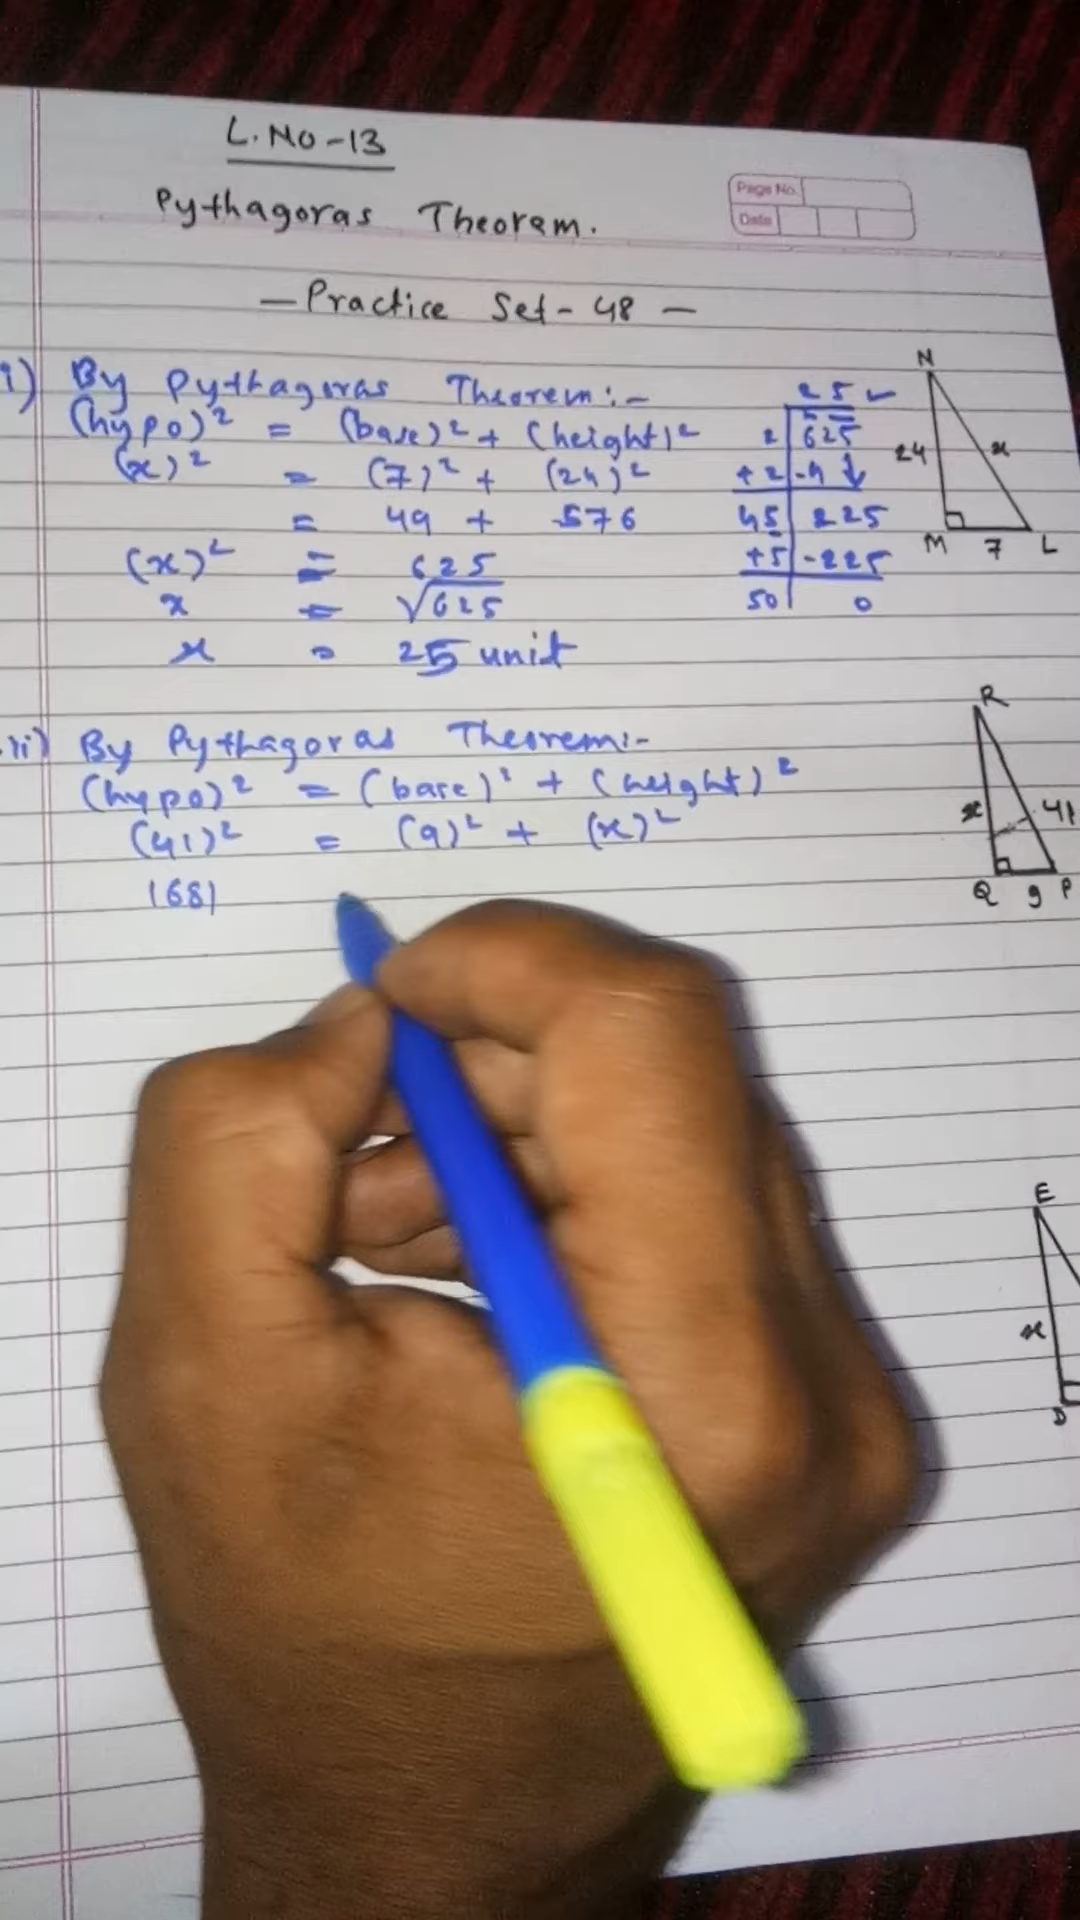 L.No-13
Pythagoras Theorem.
Page No.
Date
— Practice Set - 48 —
i) By Pythagoras Theorem:-
(hypo)² = (base)² + (height)²
(x)² = (7)² + (24)²
= 49 + 576
(x)² = 625
x = √625
x = 25 unit
25
2 | 625
+2 | -4 ↓
45 | 225
+5 | -225
50 | 0
N
24 x
M 7 L
ii) By Pythagoras Theorem:-
(hypo)² = (base)² + (height)²
(41)² = (9)² + (x)²
1681
R
x 41
Q 9 P
E
x
D